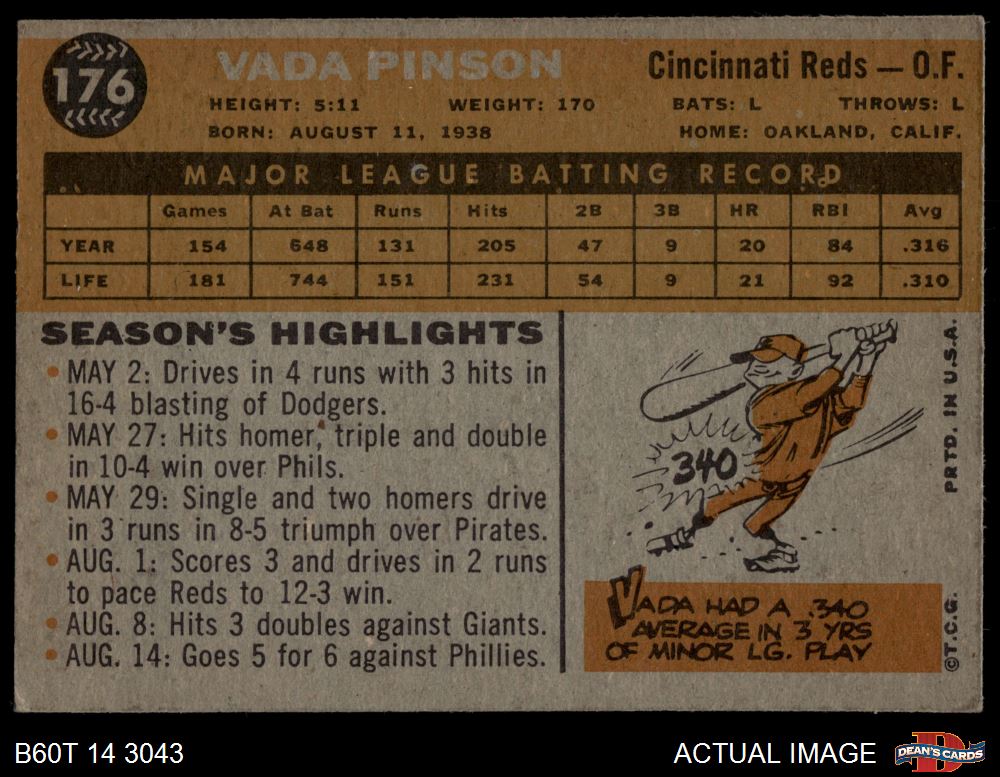 176
VADA PINSON
Cincinnati Reds — O.F.
HEIGHT: 5:11 WEIGHT: 170 BATS: L THROWS: L
BORN: AUGUST 11, 1938 HOME: OAKLAND, CALIF.
MAJOR LEAGUE BATTING RECORD
Games At Bat Runs Hits 2B 3B HR RBI Avg
YEAR 154 648 131 205 47 9 20 84 .316
LIFE 181 744 151 231 54 9 21 92 .310
SEASON'S HIGHLIGHTS
• MAY 2: Drives in 4 runs with 3 hits in
16-4 blasting of Dodgers.
• MAY 27: Hits homer, triple and double
in 10-4 win over Phils.
• MAY 29: Single and two homers drive
in 3 runs in 8-5 triumph over Pirates.
• AUG. 1: Scores 3 and drives in 2 runs
to pace Reds to 12-3 win.
• AUG. 8: Hits 3 doubles against Giants.
• AUG. 14: Goes 5 for 6 against Phillies.
340
VADA HAD A .340
AVERAGE IN 3 YRS
OF MINOR LG. PLAY
©T.C.G. PRTD. IN U.S.A.
B60T 14 3043
ACTUAL IMAGE
D
DEAN'S CARDS